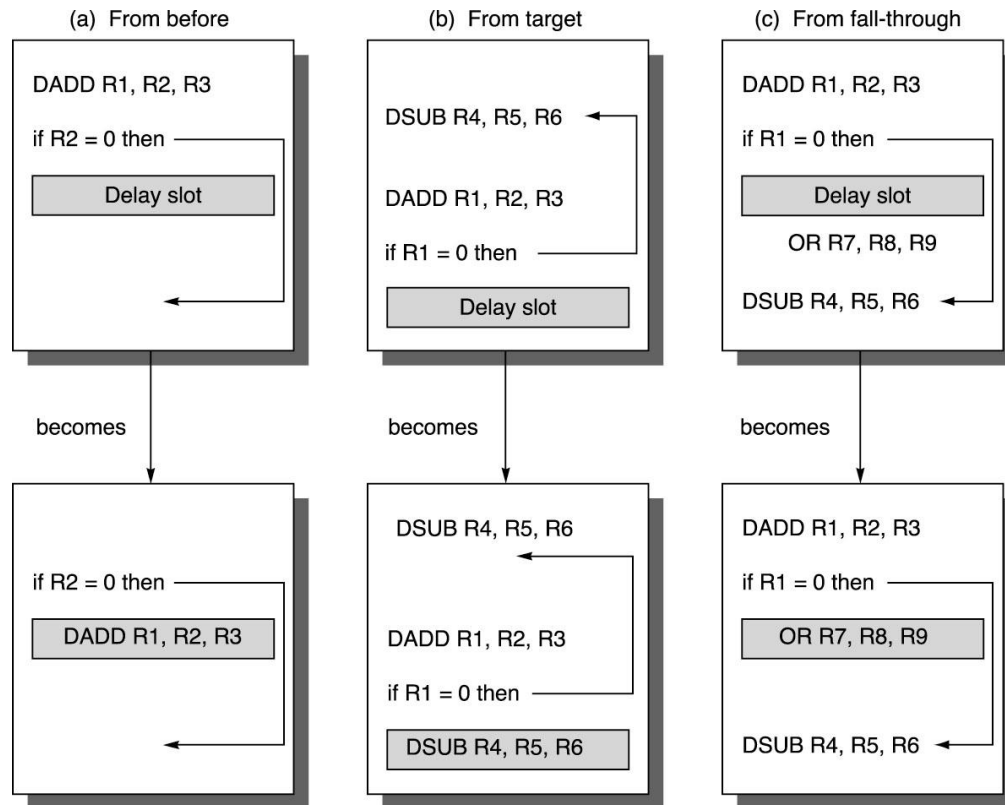 (a) From before
DADD R1, R2, R3
if R2 = 0 then
Delay slot
becomes
if R2 = 0 then
DADD R1, R2, R3
(b) From target
DSUB R4, R5, R6
DADD R1, R2, R3
if R1 = 0 then
Delay slot
becomes
DSUB R4, R5, R6
DADD R1, R2, R3
if R1 = 0 then
DSUB R4, R5, R6
(c) From fall-through
DADD R1, R2, R3
if R1 = 0 then
Delay slot
OR R7, R8, R9
DSUB R4, R5, R6
becomes
DADD R1, R2, R3
if R1 = 0 then
OR R7, R8, R9
DSUB R4, R5, R6